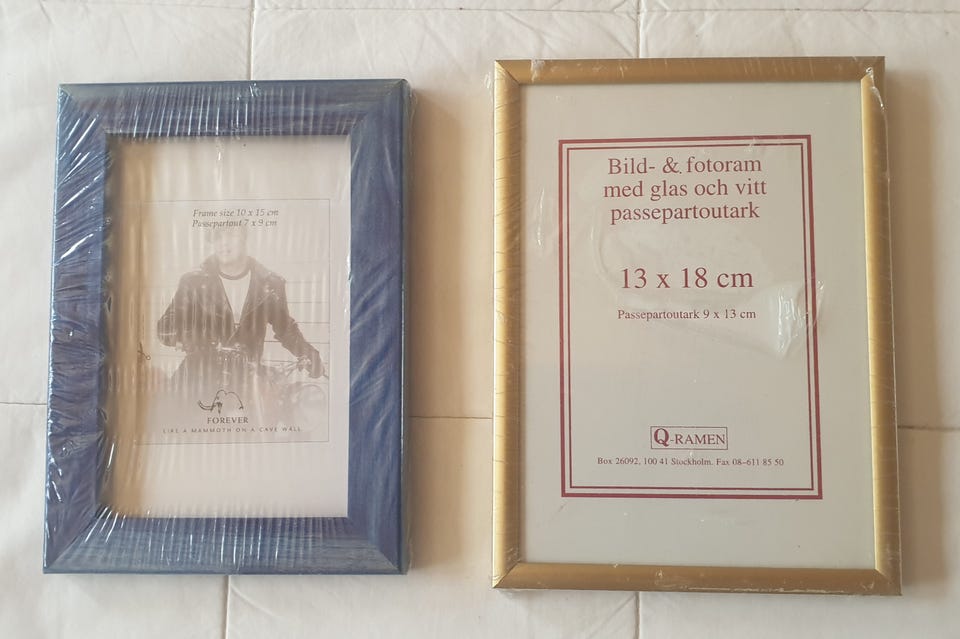 Frame size 10 x 15 cm
Passepartout 7 x 9 cm
FOREVER
LIKE A MAMMOTH ON A CAVE WALL
Bild- & fotoram
med glas och vitt
passepartoutark
13 x 18 cm
Passepartoutark 9 x 13 cm
Q-RAMEN
Box 26092, 100 41 Stockholm. Fax 08-611 85 50